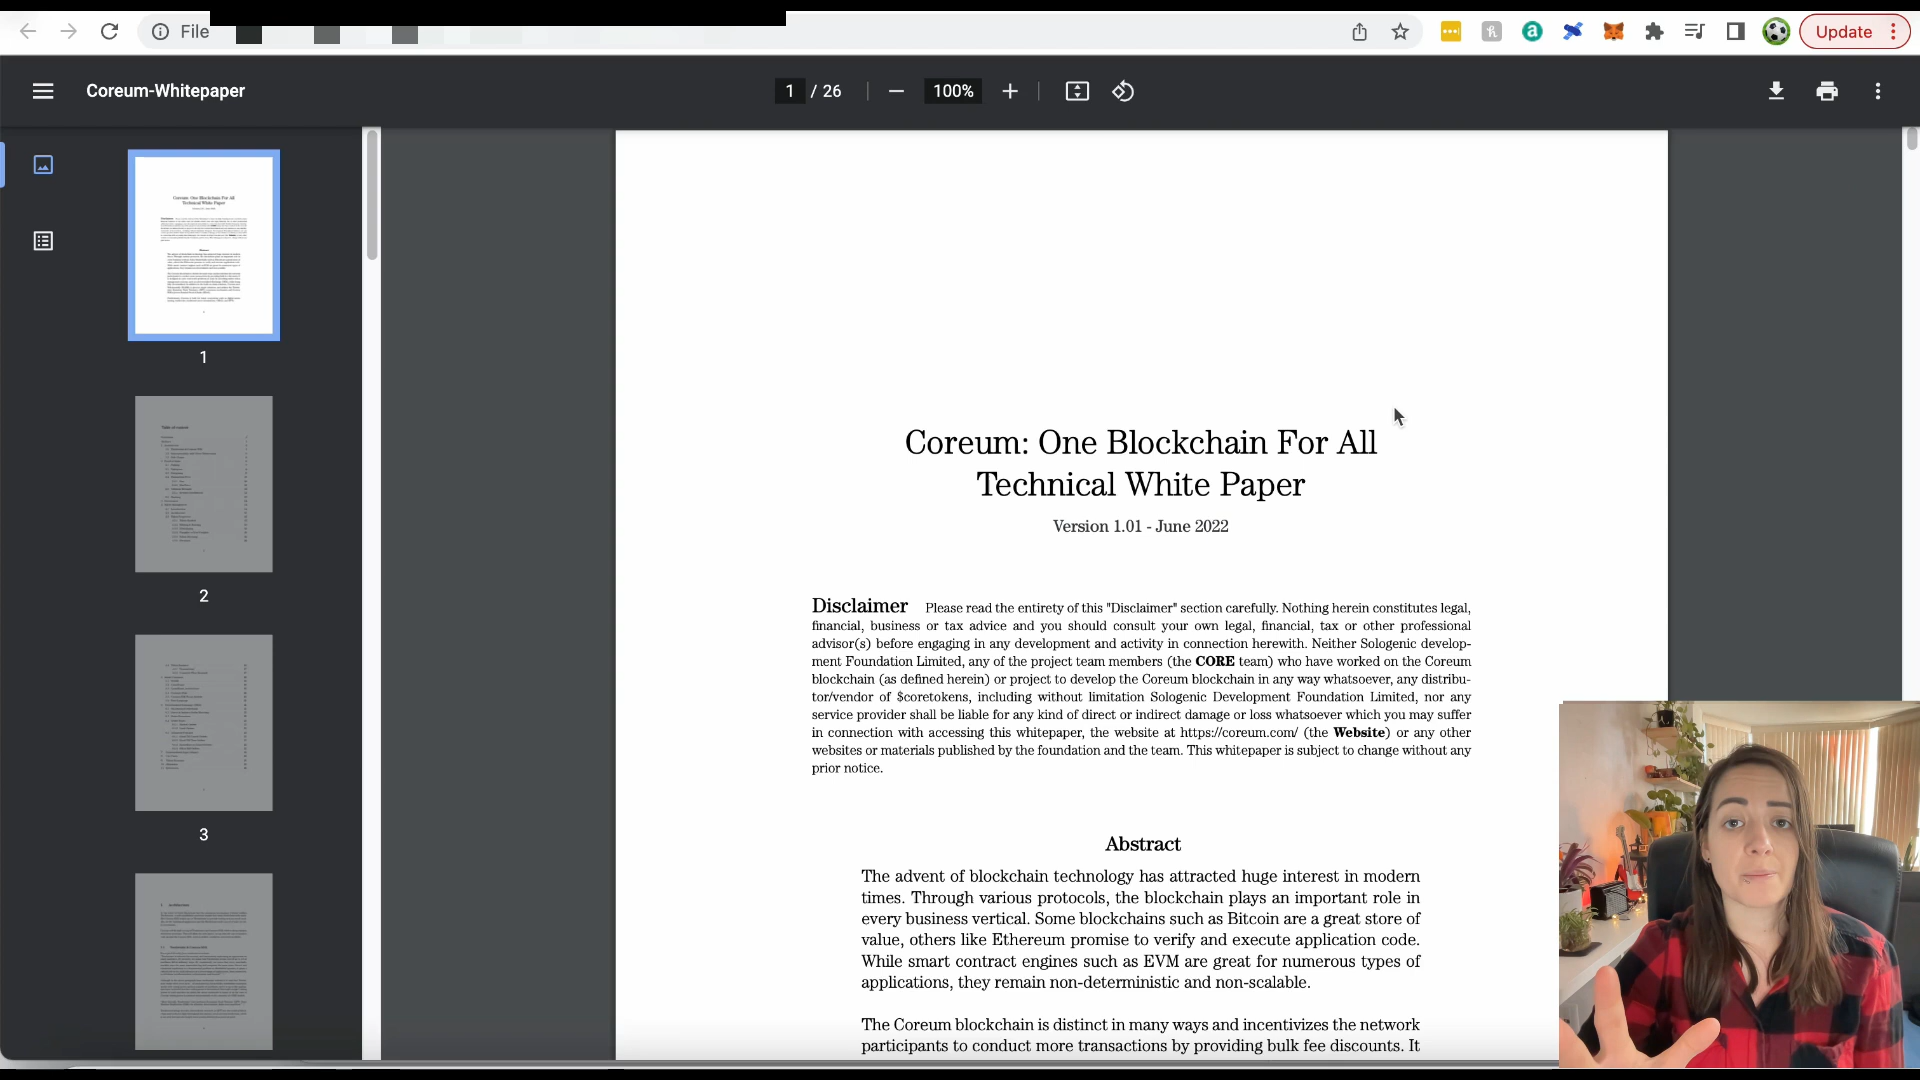 File
Update
Coreum-Whitepaper
1 / 26
100%
Coreum: One Blockchain For All
Technical White Paper
1
2
3
Coreum: One Blockchain For All
Technical White Paper
Version 1.01 - June 2022
Disclaimer Please read the entirety of this "Disclaimer" section carefully. Nothing herein constitutes legal,
financial, business or tax advice and you should consult your own legal, financial, tax or other professional
advisor(s) before engaging in any development and activity in connection herewith. Neither Sologenic develop-
ment Foundation Limited, any of the project team members (the CORE team) who have worked on the Coreum
blockchain (as defined herein) or project to develop the Coreum blockchain in any way whatsoever, any distribu-
tor/vendor of $coretokens, including without limitation Sologenic Development Foundation Limited, nor any
service provider shall be liable for any kind of direct or indirect damage or loss whatsoever which you may suffer
in connection with accessing this whitepaper, the website at https://coreum.com/ (the Website) or any other
websites or materials published by the foundation and the team. This whitepaper is subject to change without any
prior notice.
Abstract
The advent of blockchain technology has attracted huge interest in modern
times. Through various protocols, the blockchain plays an important role in
every business vertical. Some blockchains such as Bitcoin are a great store of
value, others like Ethereum promise to verify and execute application code.
While smart contract engines such as EVM are great for numerous types of
applications, they remain non-deterministic and non-scalable.
The Coreum blockchain is distinct in many ways and incentivizes the network
participants to conduct more transactions by providing bulk fee discounts. It